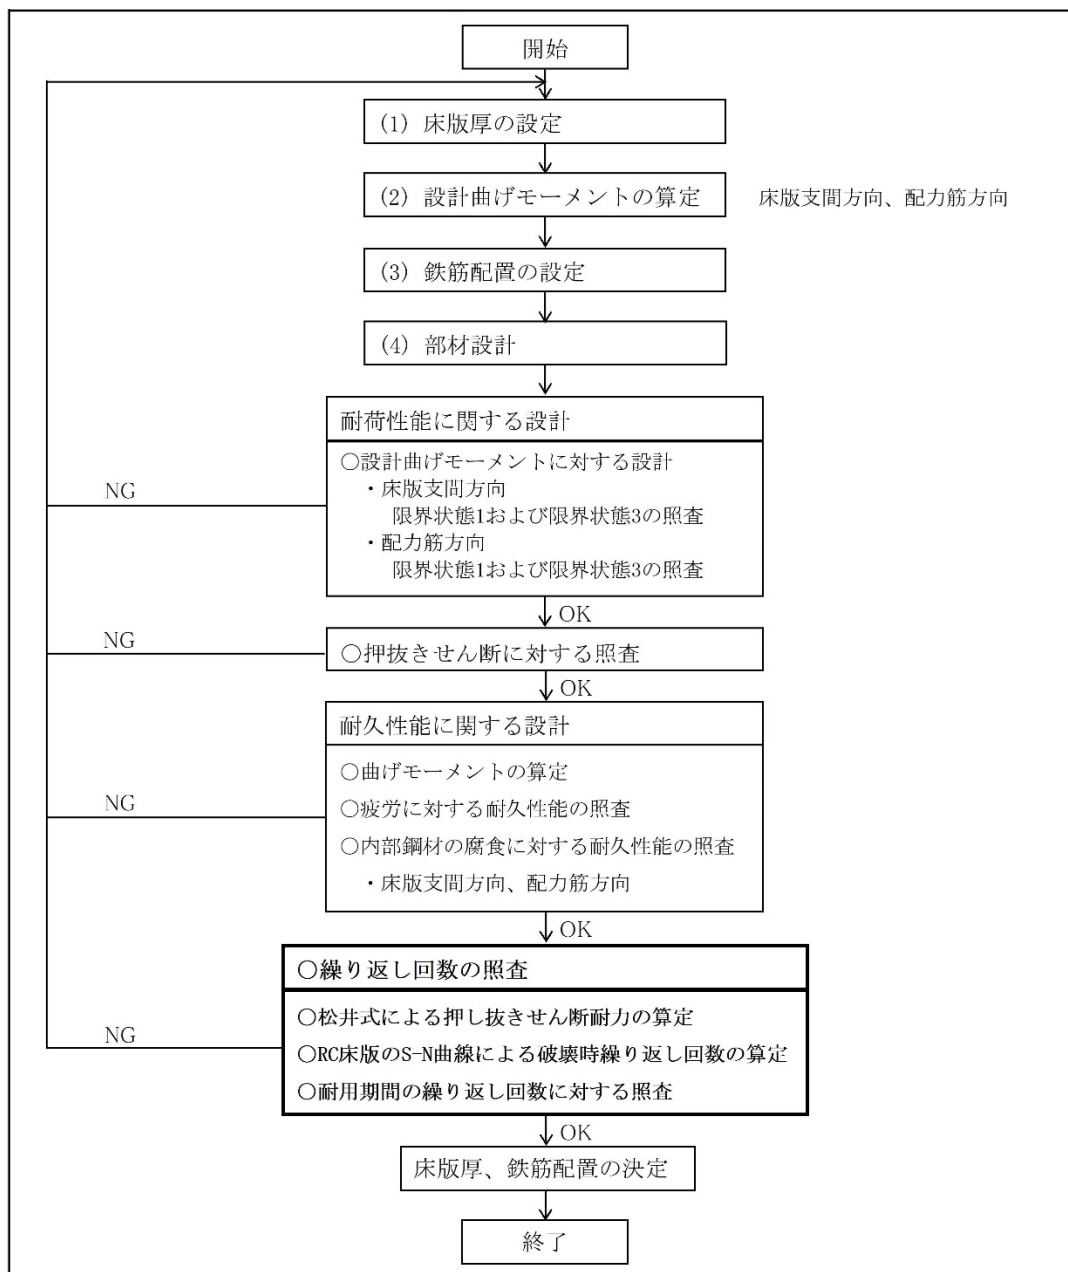 開始
(1) 床版厚の設定
(2) 設計曲げモーメントの算定
床版支間方向、配力筋方向
(3) 鉄筋配置の設定
(4) 部材設計
耐荷性能に関する設計
○設計曲げモーメントに対する設計
・床版支間方向
限界状態1および限界状態3の照査
・配力筋方向
限界状態1および限界状態3の照査
NG
OK
○押抜きせん断に対する照査
NG
OK
耐久性能に関する設計
○曲げモーメントの算定
○疲労に対する耐久性能の照査
○内部鋼材の腐食に対する耐久性能の照査
・床版支間方向、配力筋方向
NG
OK
○繰り返し回数の照査
○松井式による押し抜きせん断耐力の算定
○RC床版のS-N曲線による破壊時繰り返し回数の算定
○耐用期間の繰り返し回数に対する照査
NG
OK
床版厚、鉄筋配置の決定
終了